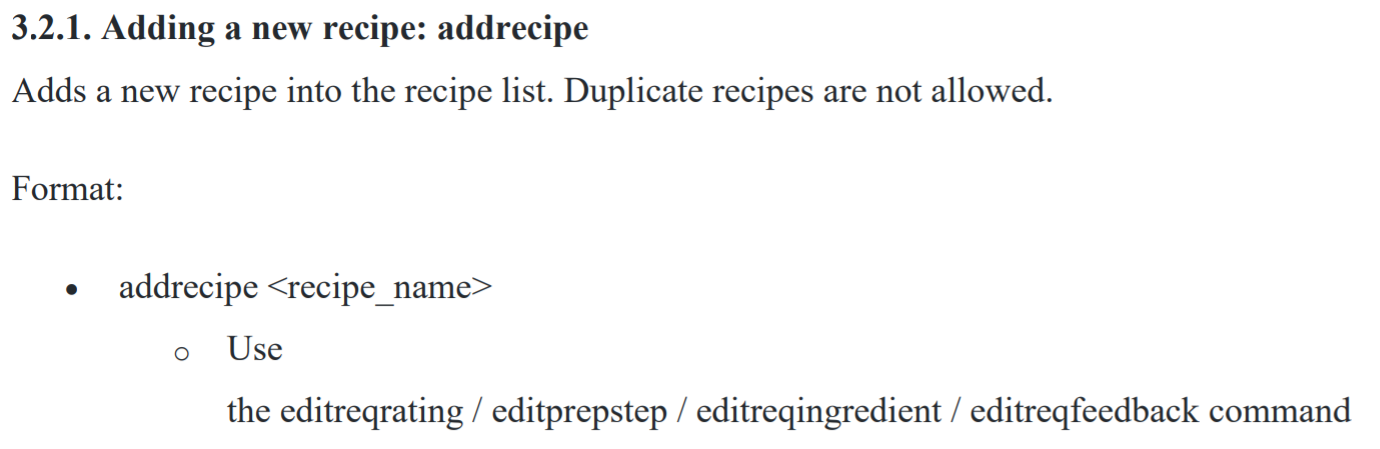 3.2.1. Adding a new recipe: addrecipe
Adds a new recipe into the recipe list. Duplicate recipes are not allowed.
Format:
• addrecipe <recipe_name>
○ Use
the editreqrating / editprepstep / editreqingredient / editreqfeedback command